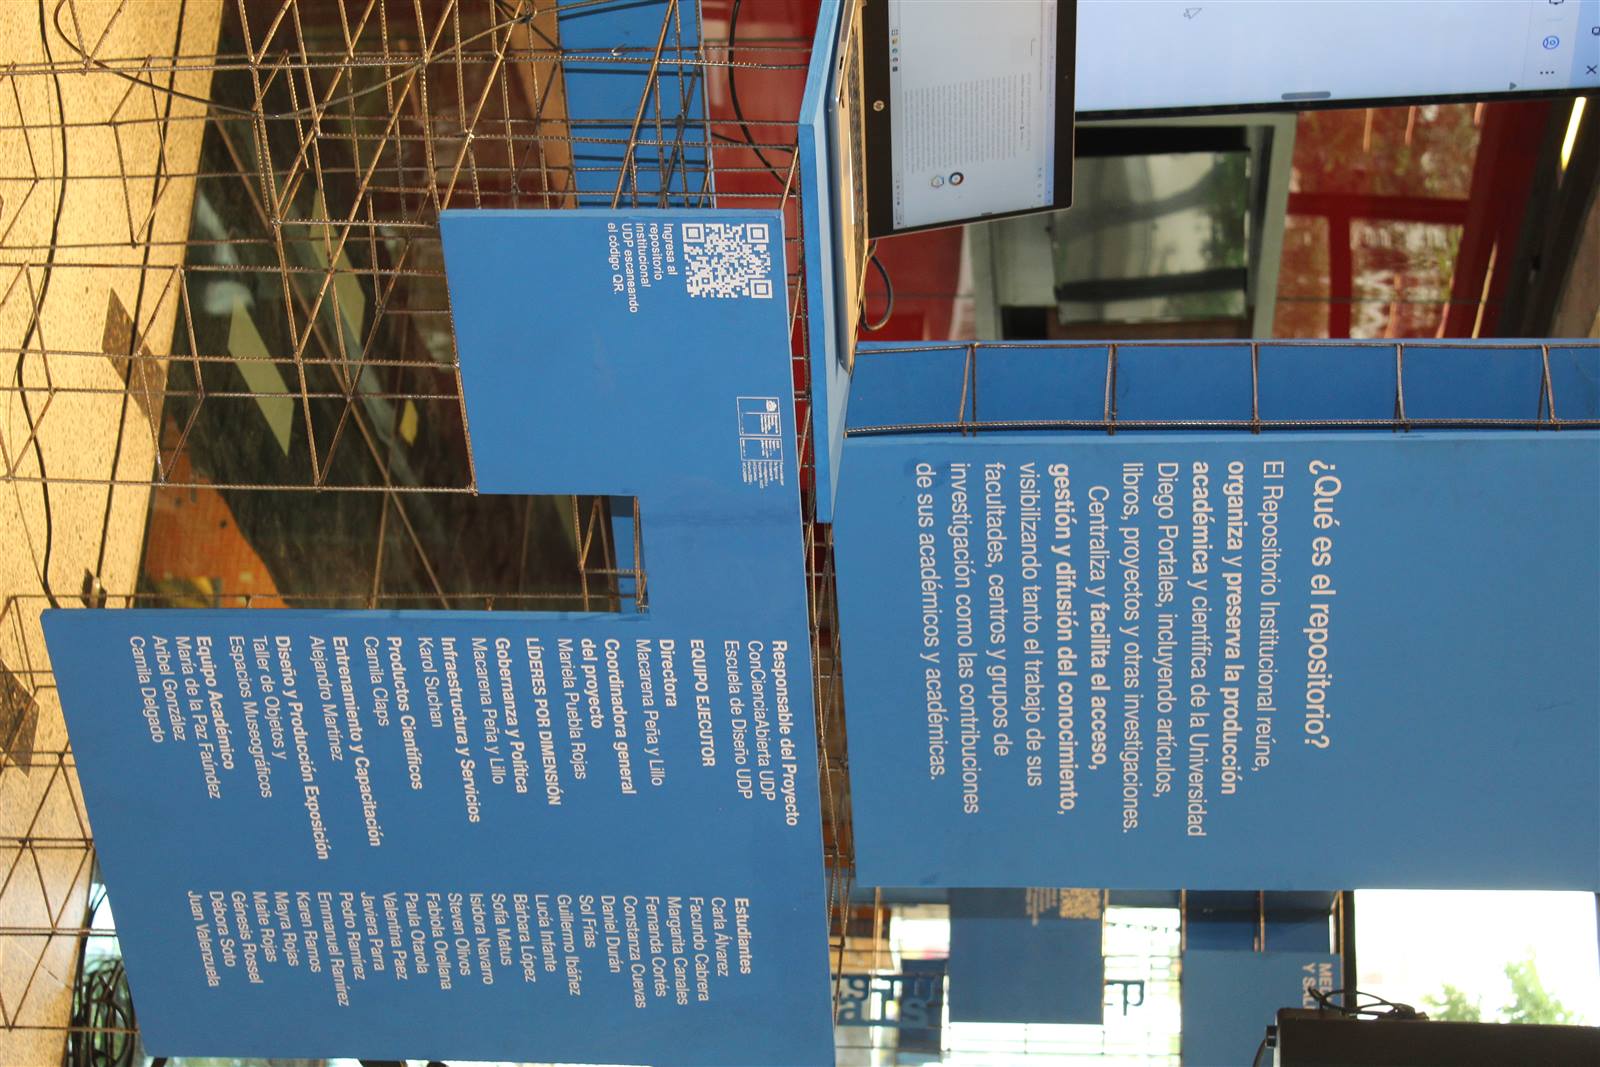 ¿Qué es el repositorio?
El Repositorio Institucional reúne,
organiza y preserva la producción
académica y científica de la Universidad
Diego Portales, incluyendo artículos,
libros, proyectos y otras investigaciones.
Centraliza y facilita el acceso,
gestión y difusión del conocimiento,
visibilizando tanto el trabajo de sus
facultades, centros y grupos de
investigación como las contribuciones
de sus académicos y académicas.
Ingresa al
repositorio
institucional
UDP escaneando
el código QR.
Responsable del Proyecto
ConCienciaAbierta UDP
Escuela de Diseño UDP
EQUIPO EJECUTOR
Directora
Macarena Peña y Lillo
Coordinadora general
del proyecto
Mariela Puebla Rojas
LÍDERES POR DIMENSIÓN
Gobernanza y Política
Macarena Peña y Lillo
Infraestructura y Servicios
Karol Suchan
Productos Científicos
Camila Claps
Entrenamiento y Capacitación
Alejandro Martínez
Diseño y Producción Exposición
Taller de Objetos y
Espacios Museográficos
Equipo Académico
María de la Paz Faúndez
Aribel González
Camila Delgado
Estudiantes
Carla Álvarez
Facundo Cabrera
Margarita Canales
Fernanda Cortés
Costanza Cuevas
Daniel Durán
Sol Frías
Guillermo Ibáñez
Lucía Infante
Bárbara López
Sofía Matus
Isidora Navarro
Steven Olivos
Fabiola Orellana
Paula Otarola
Valentina Paez
Javiera Parra
Pedro Ramírez
Emmanuel Ramírez
Karen Ramos
Mayra Rojas
Maite Rojas
Génesis Rossel
Débora Soto
Juan Valenzuela